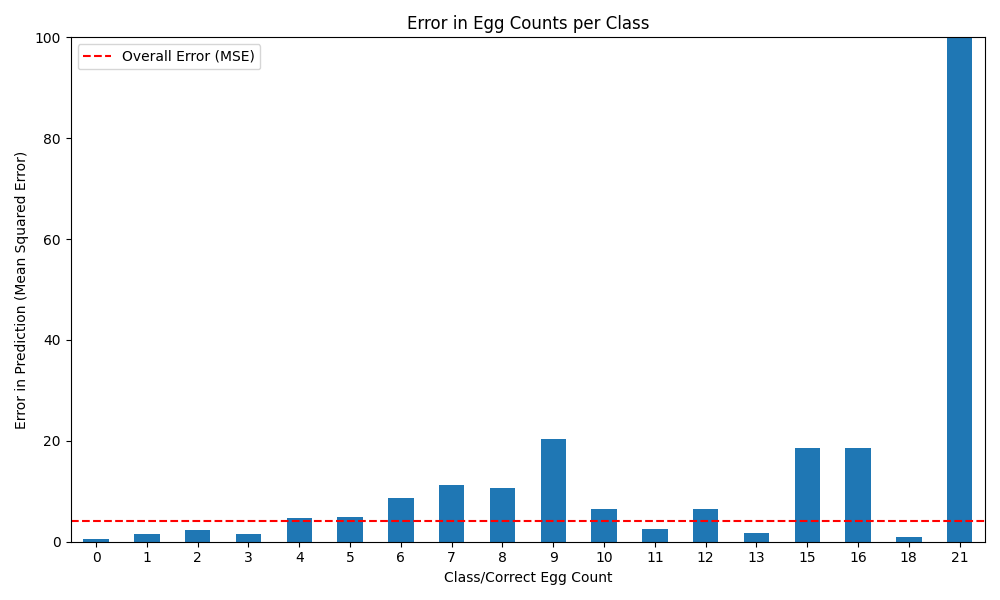 Error in Egg Counts per Class
Overall Error (MSE)
Error in Prediction (Mean Squared Error)
100
80
60
40
20
0
0 1 2 3 4 5 6 7 8 9 10 11 12 13 15 16 18 21
Class/Correct Egg Count